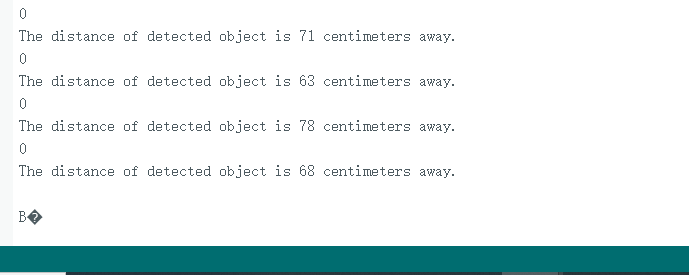 0
The distance of detected object is 71 centimeters away.
0
The distance of detected object is 63 centimeters away.
0
The distance of detected object is 78 centimeters away.
0
The distance of detected object is 68 centimeters away.
B�